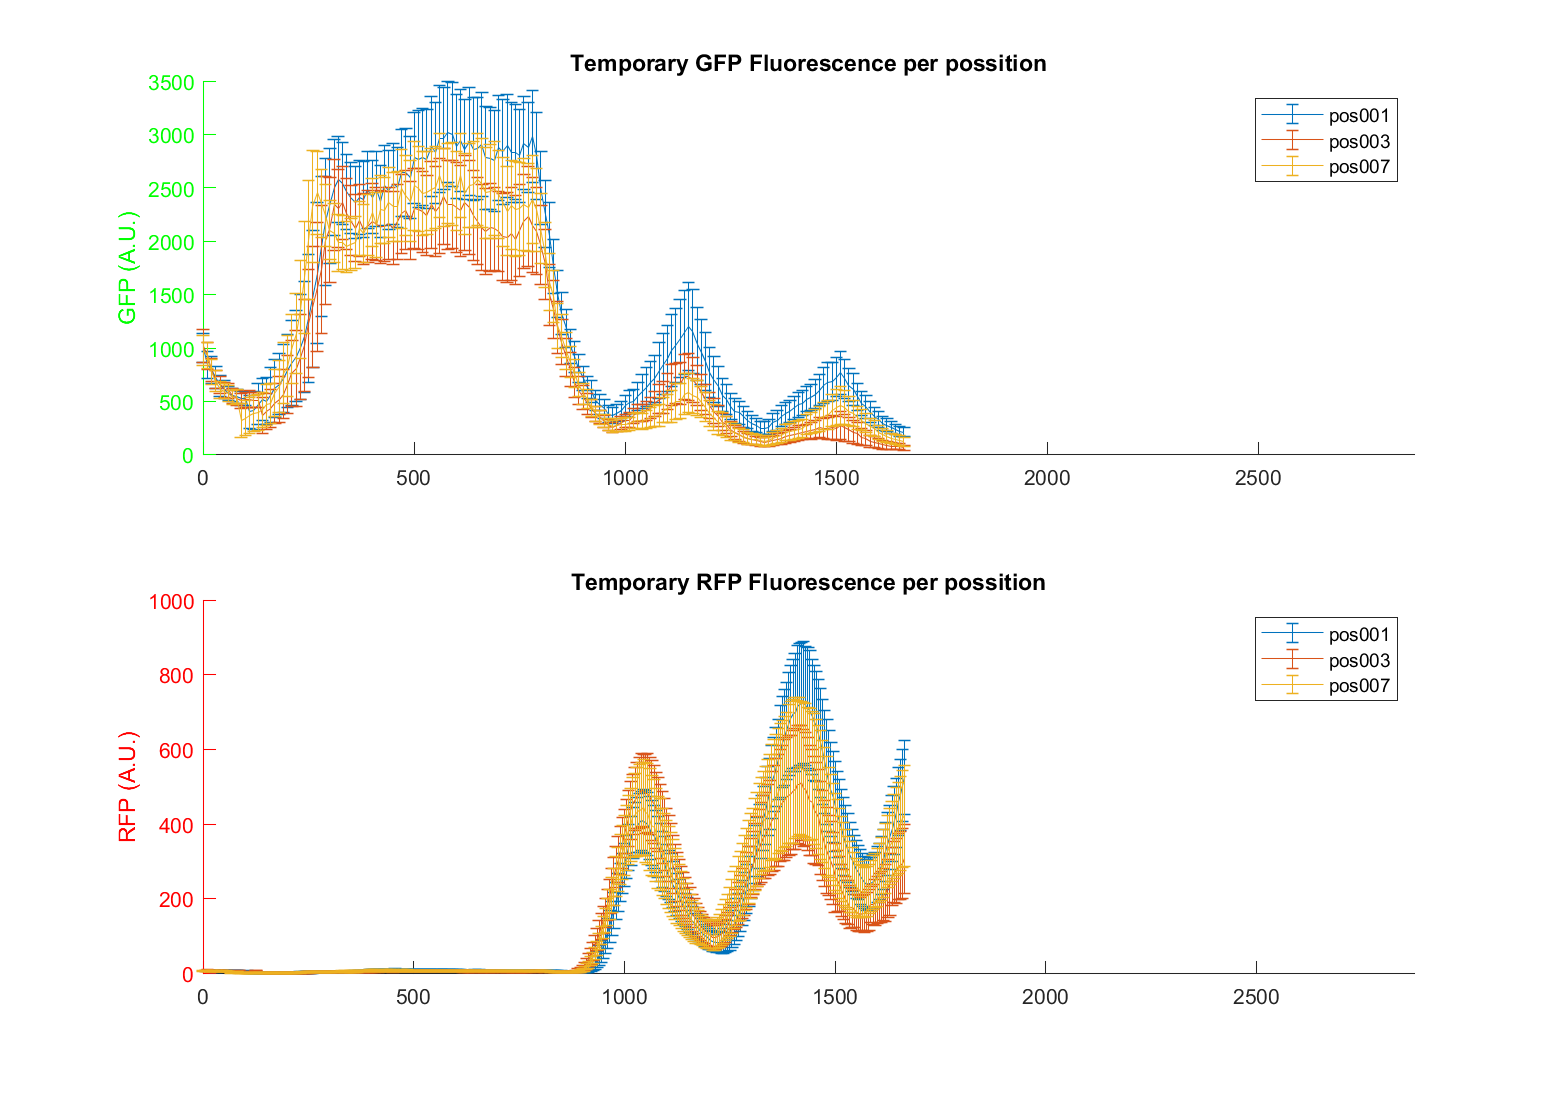 Temporary GFP Fluorescence per possition
3500
3000
2500
2000
1500
1000
500
0
GFP (A.U.)
0 500 1000 1500 2000 2500
pos001
pos003
pos007
Temporary RFP Fluorescence per possition
1000
800
600
400
200
0
RFP (A.U.)
0 500 1000 1500 2000 2500
pos001
pos003
pos007